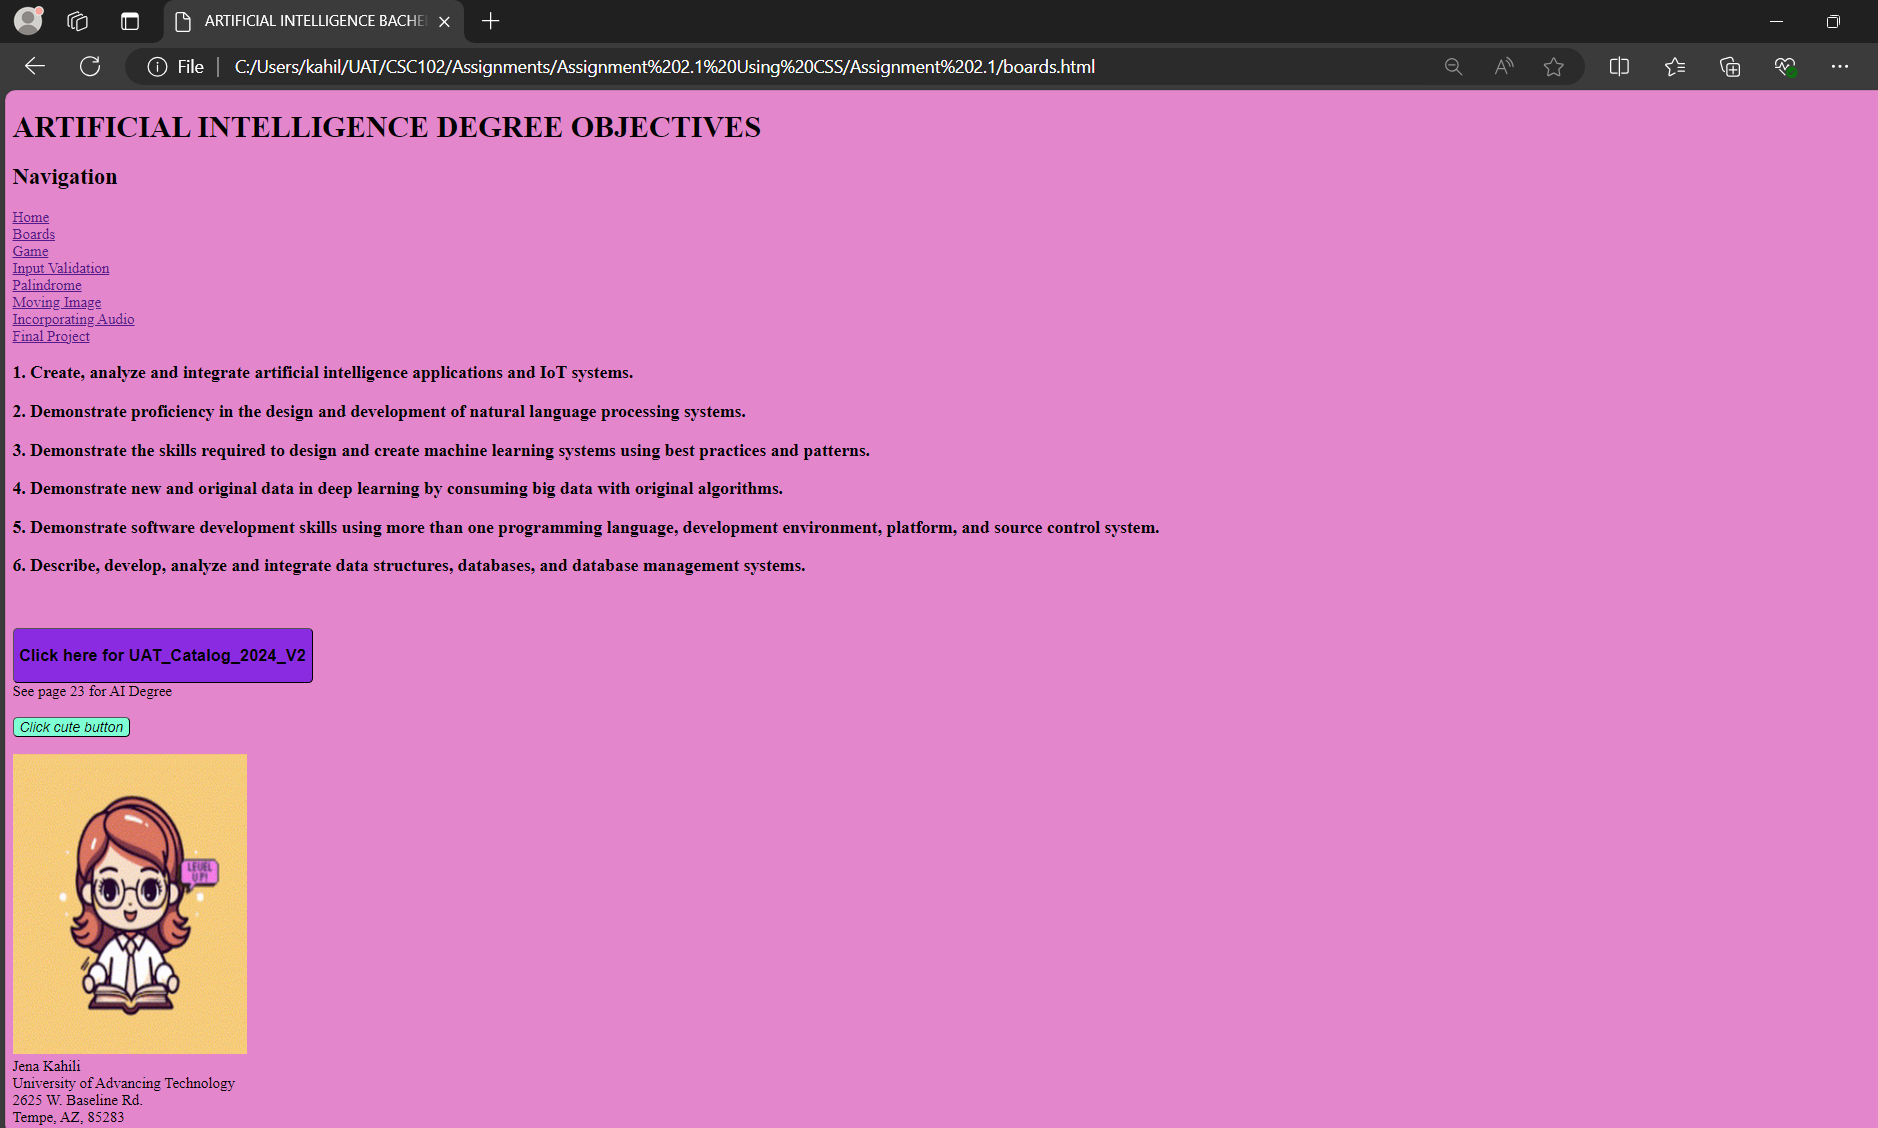 ARTIFICIAL INTELLIGENCE BACHE
File
C:/Users/kahil/UAT/CSC102/Assignments/Assignment%202.1%20Using%20CSS/Assignment%202.1/boards.html
ARTIFICIAL INTELLIGENCE DEGREE OBJECTIVES
Navigation
Home
Boards
Game
Input Validation
Palindrome
Moving Image
Incorporating Audio
Final Project
1. Create, analyze and integrate artificial intelligence applications and IoT systems.
2. Demonstrate proficiency in the design and development of natural language processing systems.
3. Demonstrate the skills required to design and create machine learning systems using best practices and patterns.
4. Demonstrate new and original data in deep learning by consuming big data with original algorithms.
5. Demonstrate software development skills using more than one programming language, development environment, platform, and source control system.
6. Describe, develop, analyze and integrate data structures, databases, and database management systems.
Click here for UAT_Catalog_2024_V2
See page 23 for AI Degree
Click cute button
LEVEL
UP!
Jena Kahili
University of Advancing Technology
2625 W. Baseline Rd.
Tempe, AZ, 85283